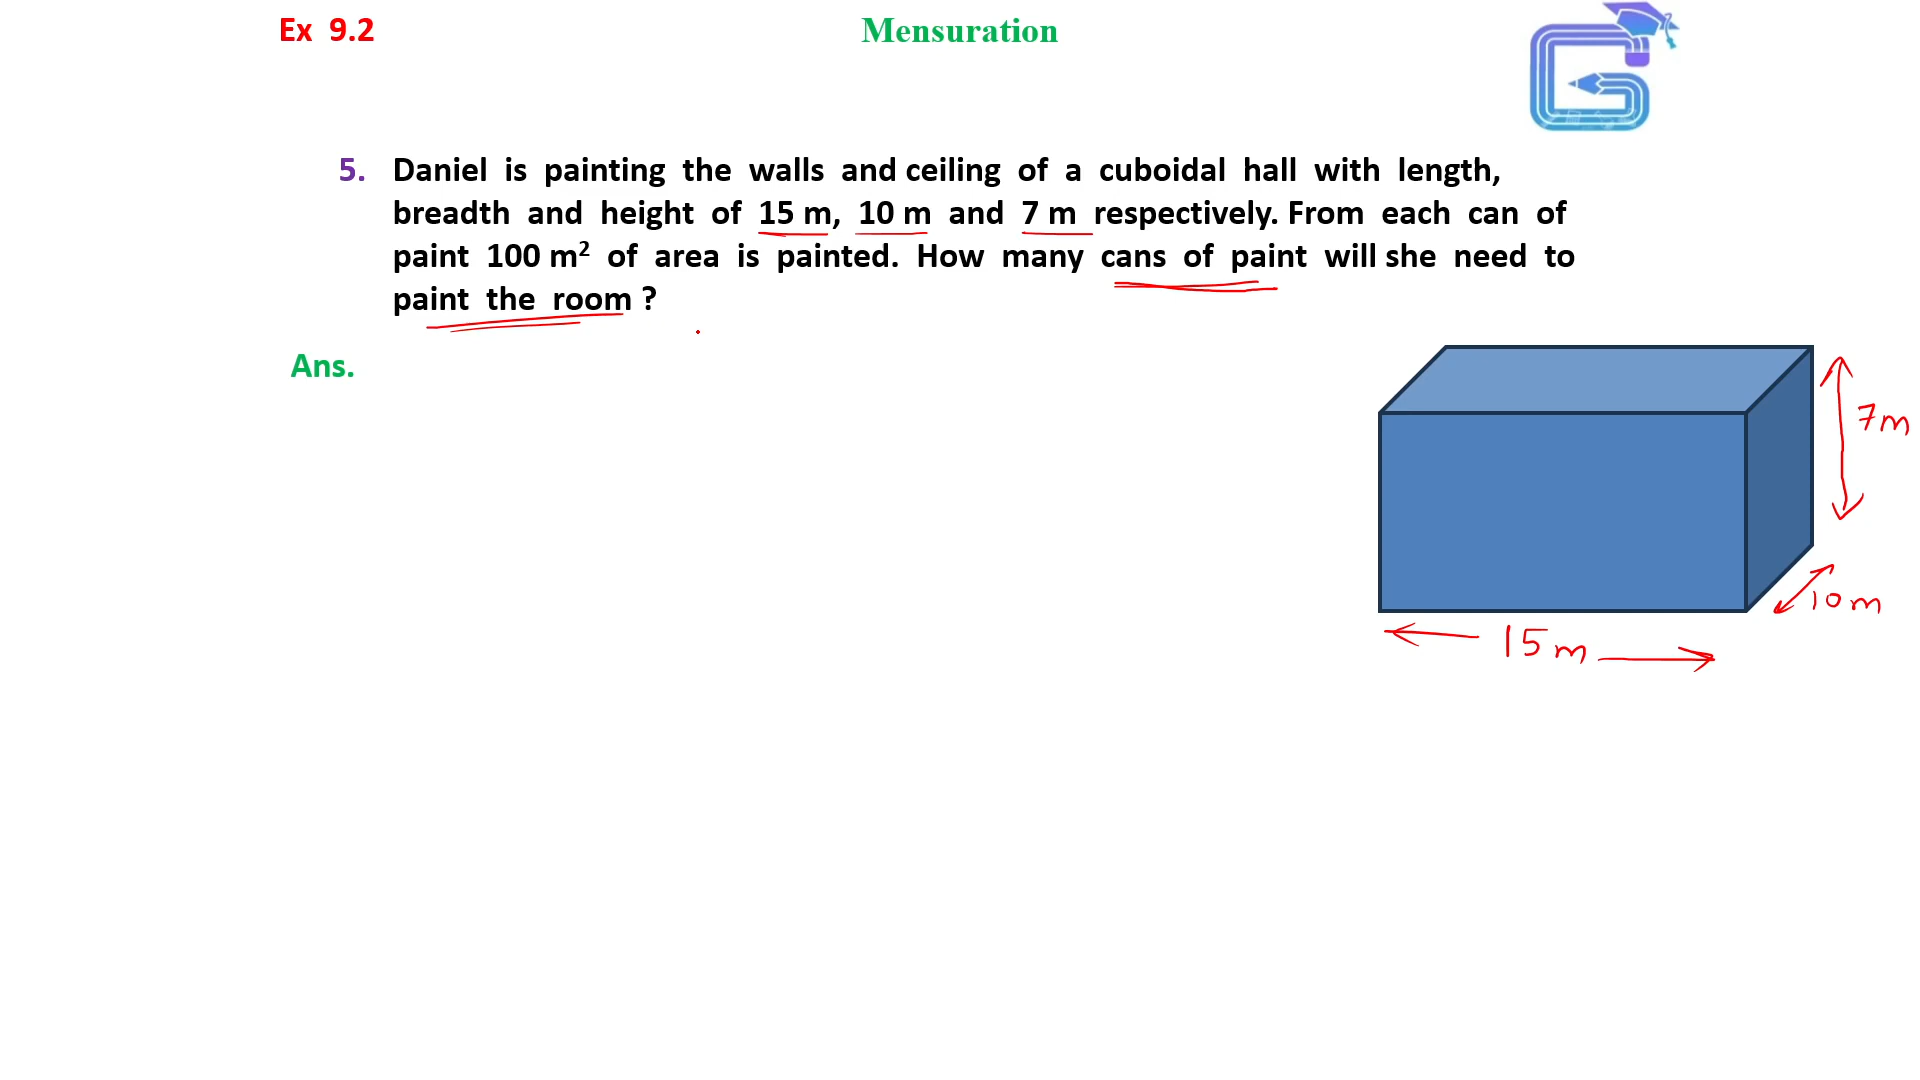 Ex 9.2
Mensuration
5. Daniel is painting the walls and ceiling of a cuboidal hall with length,
breadth and height of 15 m, 10 m and 7 m respectively. From each can of
paint 100 m² of area is painted. How many cans of paint will she need to
paint the room ?
Ans.
7m
10m
15m